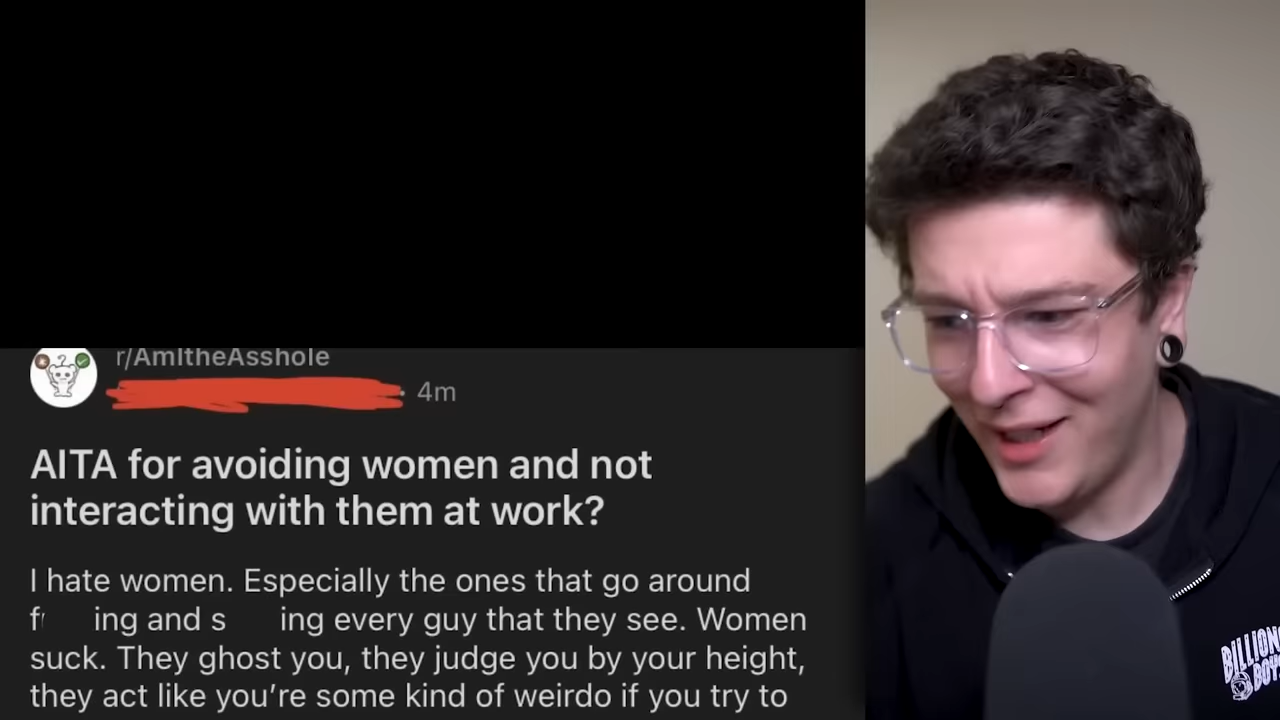 r/AmItheAsshole
4m
AITA for avoiding women and not
interacting with them at work?
I hate women. Especially the ones that go around
f ing and s ing every guy that they see. Women
suck. They ghost you, they judge you by your height,
they act like you're some kind of weirdo if you try to
BILLION
BOY